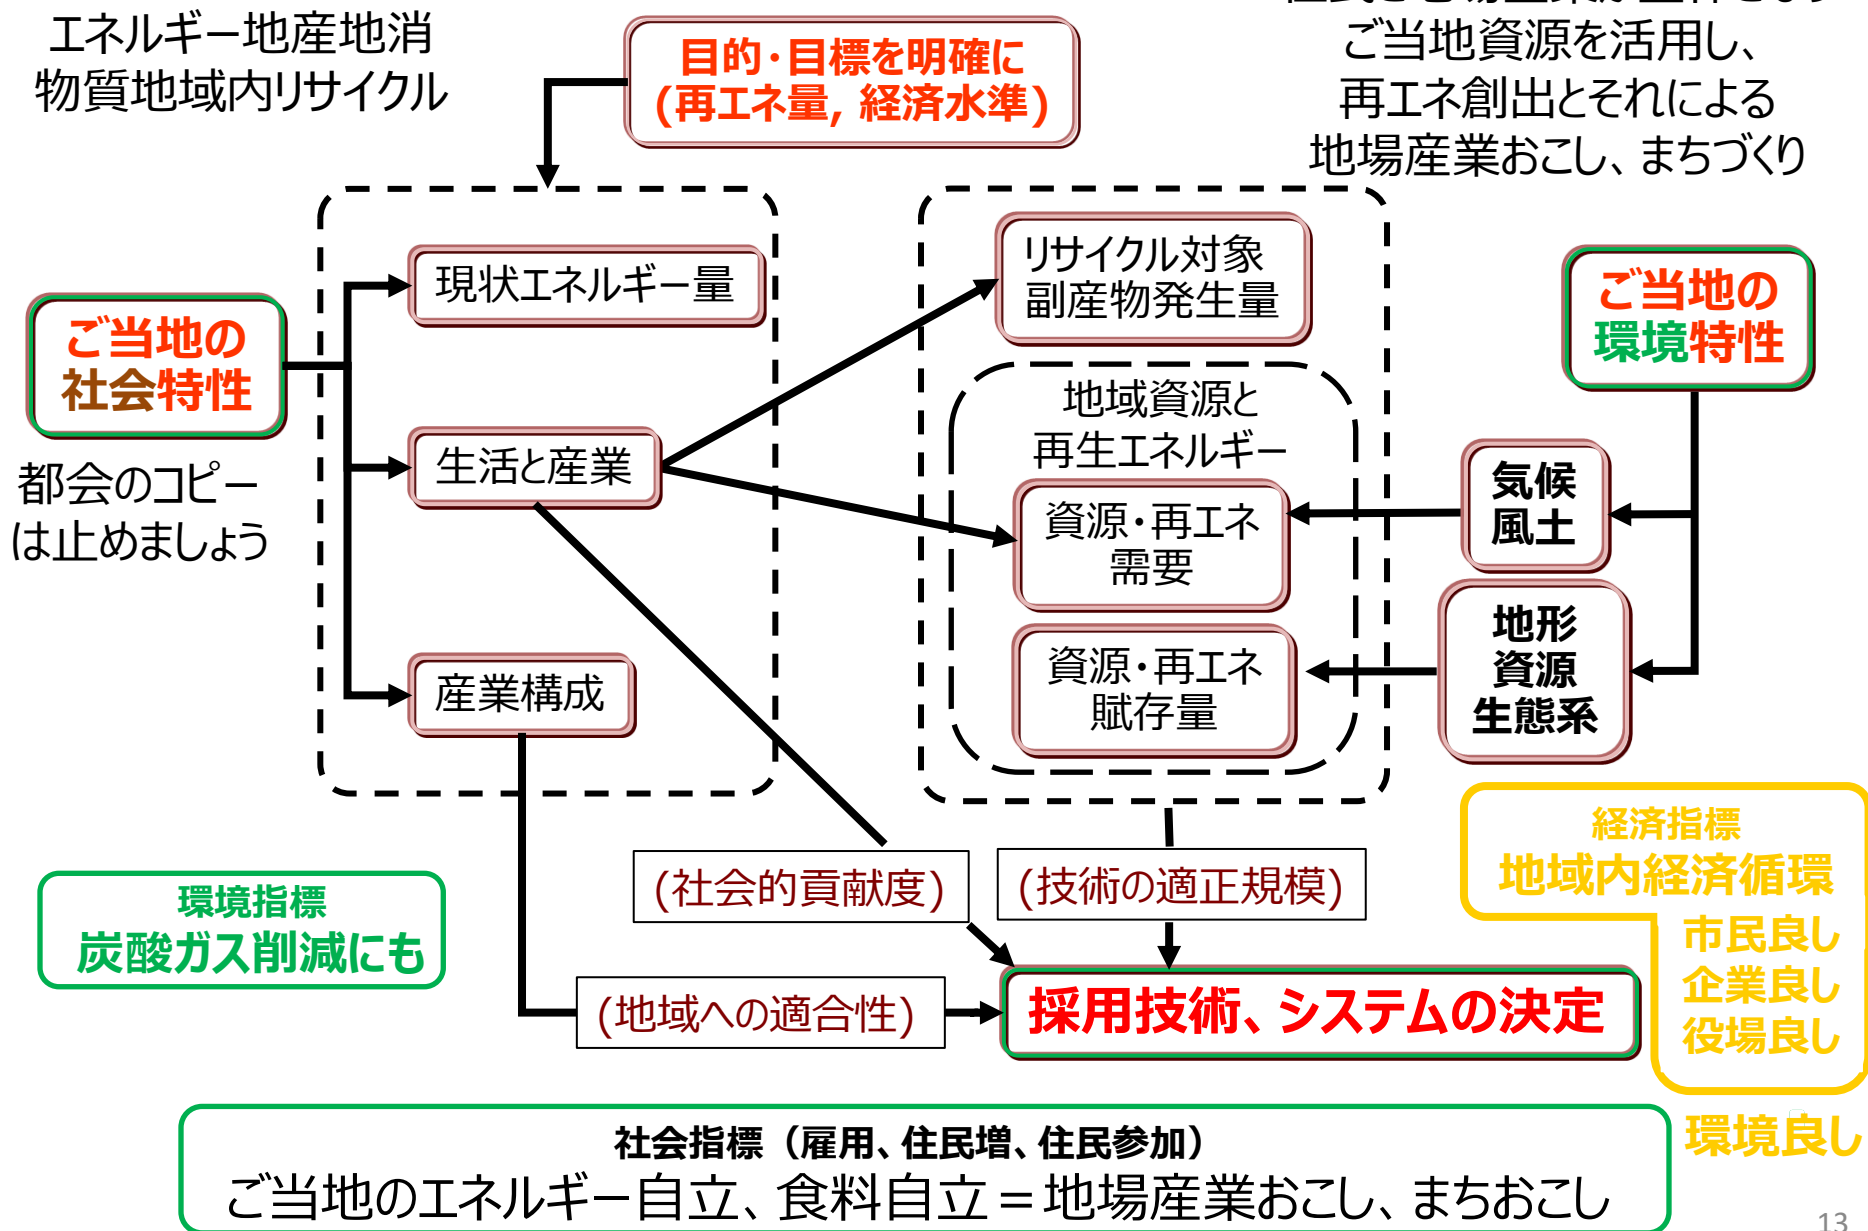 エネルギー地産地消
物質地域内リサイクル
目的・目標を明確に
(再エネ量, 経済水準)
ご当地資源を活用し、
再エネ創出とそれによる
地場産業おこし、まちづくり
現状エネルギー量
リサイクル対象
副産物発生量
ご当地の
社会特性
ご当地の
環境特性
地域資源と
再生エネルギー
生活と産業
都会のコピー
は止めましょう
資源・再エネ
需要
気候
風土
資源・再エネ
賦存量
地形
資源
生態系
産業構成
経済指標
地域内経済循環
市民良し
企業良し
役場良し
環境良し
(社会的貢献度)
(技術の適正規模)
環境指標
炭酸ガス削減にも
(地域への適合性)
採用技術、システムの決定
社会指標（雇用、住民増、住民参加）
ご当地のエネルギー自立、食料自立＝地場産業おこし、まちおこし
13